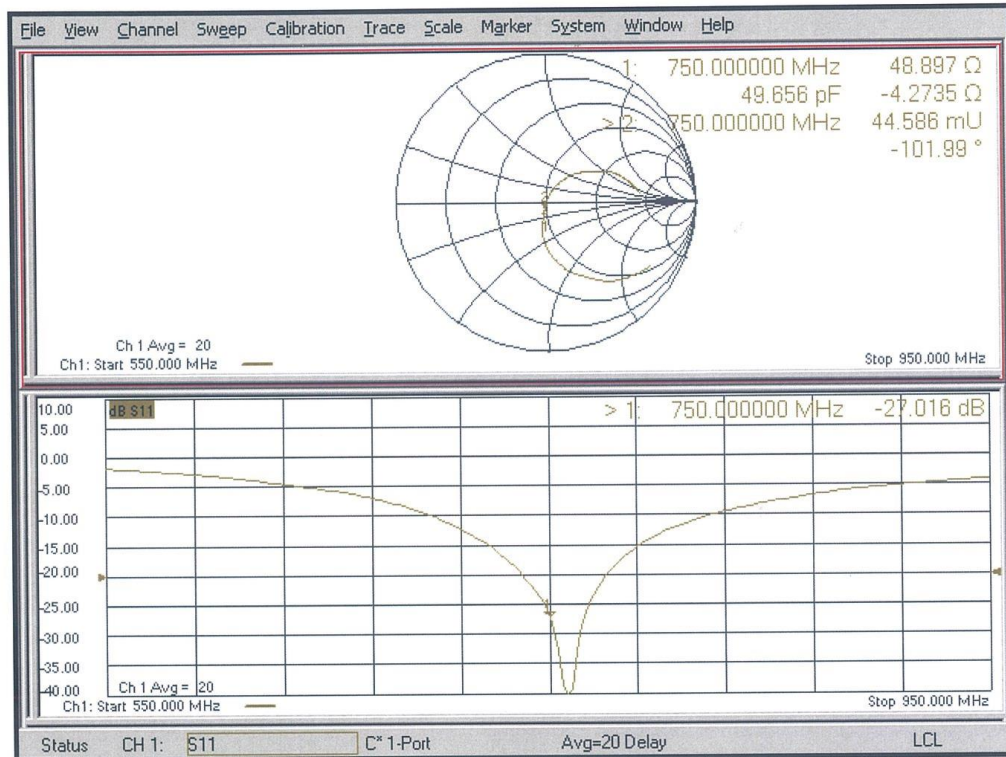 File View Channel Sweep Calibration Trace Scale Marker System Window Help
1: 750.000000 MHz 48.897 Ω
49.656 pF -4.2735 Ω
> 2: 750.000000 MHz 44.586 mU
-101.99 °
Ch 1 Avg = 20
Ch1: Start 550.000 MHz
Stop 950.000 MHz
10.00
dB S11
> 1: 750.000000 MHz -27.016 dB
5.00
0.00
-5.00
-10.00
-15.00
-20.00
-25.00
1
-30.00
-35.00
-40.00
Ch 1 Avg = 20
Ch1: Start 550.000 MHz
Stop 950.000 MHz
Status CH 1: S11 C* 1-Port Avg=20 Delay LCL